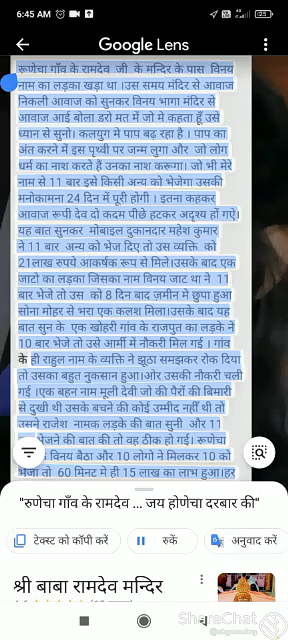 6:45 AM
25
Google Lens
रूणेचा गाँव के रामदेव जी के मन्दिर के पास विनय
नाम का लड़का खड़ा था ।उस समय मंदिर से आवाज
निकली आवाज को सुनकर विनय भागा मंदिर से
आवाज आई बोला डरो मत में जो मे कहता हूँ उसे
ध्यान से सुनो। कलयुग मे पाप बढ़ रहा है । पाप का
अंत करने में इस पृथ्वी पर जन्म लुगा और जो लोग
धर्म का नाश करते हैं उनका नाश करूगा। जो भी मेरे
नाम से 11 बार इसे किसी अन्य को भेजेगा उसकी
मनोकामना 24 दिन में पूरी होगी । इतना कहकर
आवाज रूपी देव दो कदम पीछे हटकर अदृश्य हों गऐ।
यह बात सुनकर मोबाइल दुकानदार महेश कुमार
ने 11 बार अन्य को भेज दिए तो उस व्यक्ति को
21लाख रुपये आकर्षक रूप से मिले।उसके बाद एक
जाटो का लड़का जिसका नाम विनय जाट था ने 11
बार भेजे तो उस को 8 दिन बाद ज़मीन मे छुपा हुआ
सोना मोहर से भरा एक कलश मिला।उसके बाद यह
बात सुन के एक खोहरी गांव के राजपुत का लड़के ने
10 बार भेजे तो उसे आर्मी में नौकरी मिल गई । गांव
के ही राहुल नाम के व्यक्ति ने झूठा समझकर रोक दिया
तो उसका बहुत नुकसान हुआ।और उसकी नौकरी चली
गई ।एक बहन नाम मूली देवी जो की पैरों की बिमारी
से दुखी थी उसके बचने की कोई उम्मीद नहीं थी तो
उसने राजेश नामक लड़के की बात सुनी और 11
भेजने की बात की तो वह ठीक हो गई। रूणेचा
के विनय बैठा और 10 लोगो ने मिलकर 10 को
भेजा तो 60 मिनट मे ही 15 लाख का लाभ हुआ।हर
"रुणेचा गाँव के रामदेव ... जय होणेचा दरबार की"
टेक्स्ट को कॉपी करें
रुकें
अनुवाद करें
श्री बाबा रामदेव मन्दिर
ShareChat